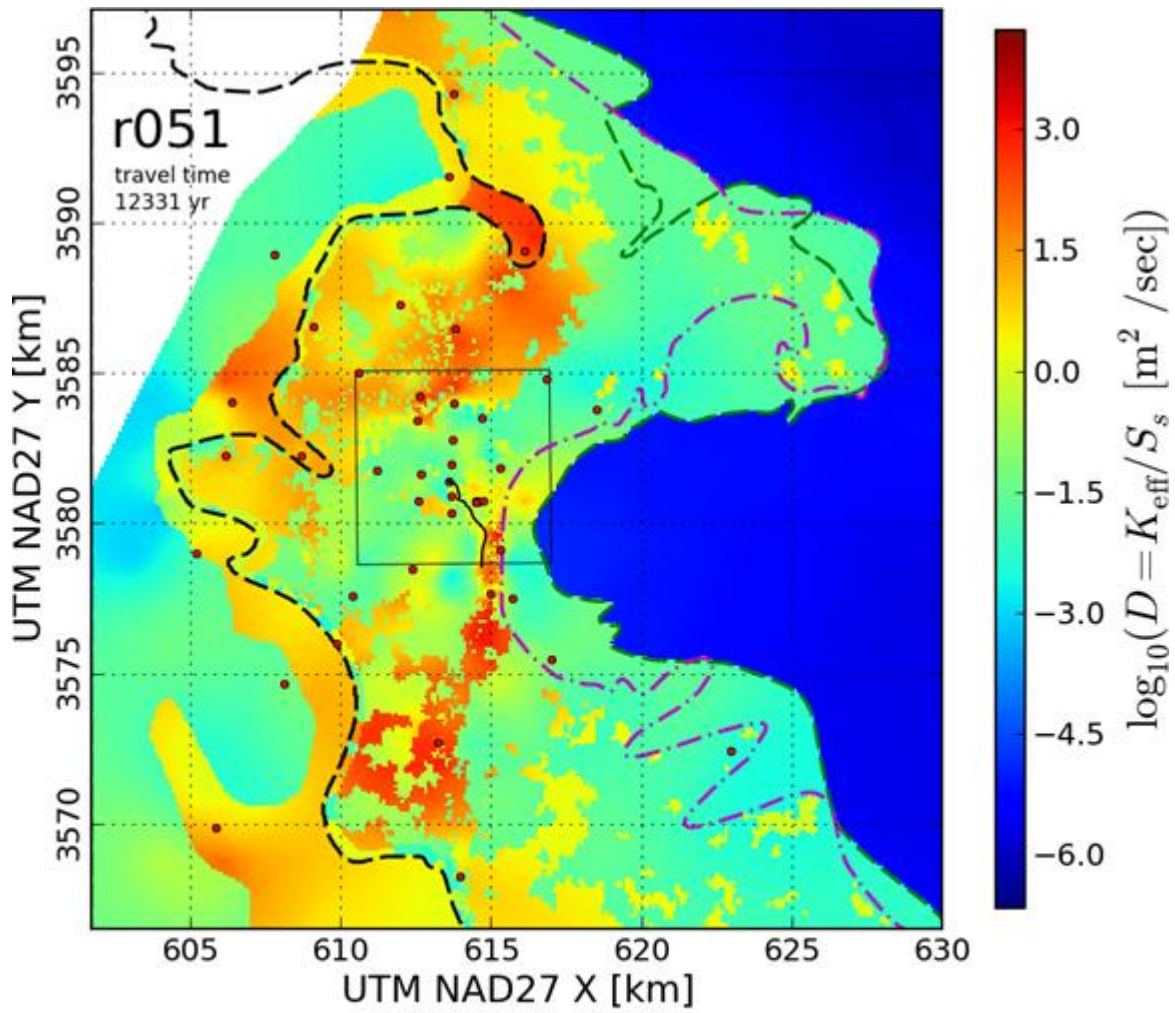 r051
travel time
12331 yr
3595
3590
3585
3580
3575
3570
UTM NAD27 Y [km]
605 610 615 620 625 630
UTM NAD27 X [km]
3.0
1.5
0.0
−1.5
−3.0
−4.5
−6.0
log₁₀(D = K_eff/S_s [m² /sec])